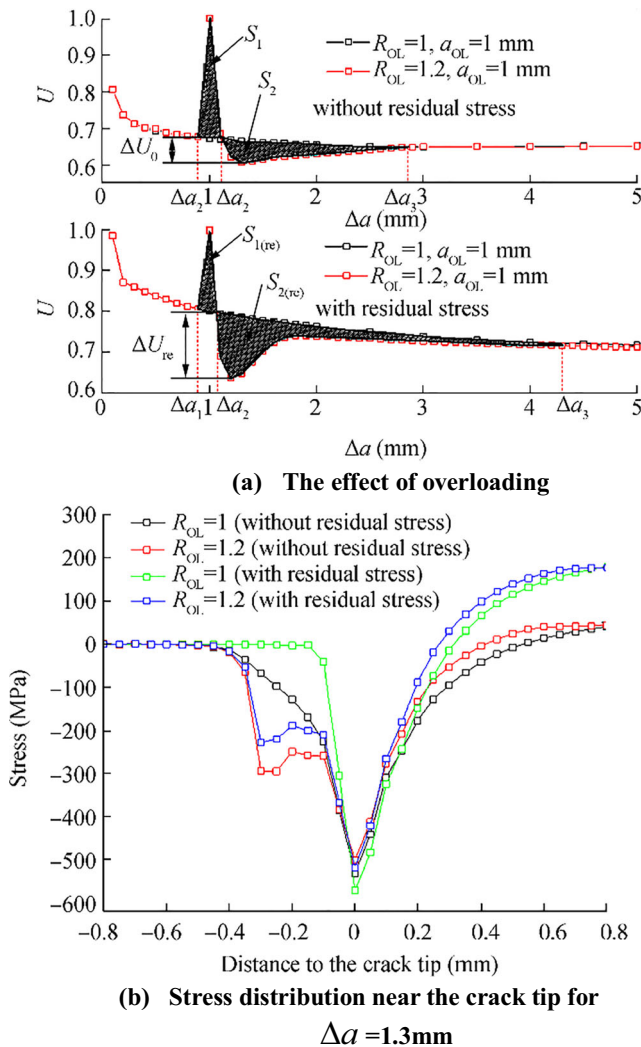 1.0
0.9
0.8
0.7
0.6
U
S1
S2
ROL=1, aOL=1 mm
ROL=1.2, aOL=1 mm
without residual stress
ΔU0
0 Δa2 1 Δa2 2 Δa3 3 4 5
Δa (mm)
1.0
0.9
0.8
0.7
0.6
U
S1(re)
S2(re)
ROL=1, aOL=1 mm
ROL=1.2, aOL=1 mm
with residual stress
ΔUre
0 Δa1 1 Δa2 2 3 4 Δa3 5
Δa (mm)
(a) The effect of overloading
300
200
100
0
−100
−200
−300
−400
−500
−600
Stress (MPa)
ROL=1 (without residual stress)
ROL=1.2 (without residual stress)
ROL=1 (with residual stress)
ROL=1.2 (with residual stress)
−0.8 −0.6 −0.4 −0.2 0 0.2 0.4 0.6 0.8
Distance to the crack tip (mm)
(b) Stress distribution near the crack tip for
Δa =1.3mm